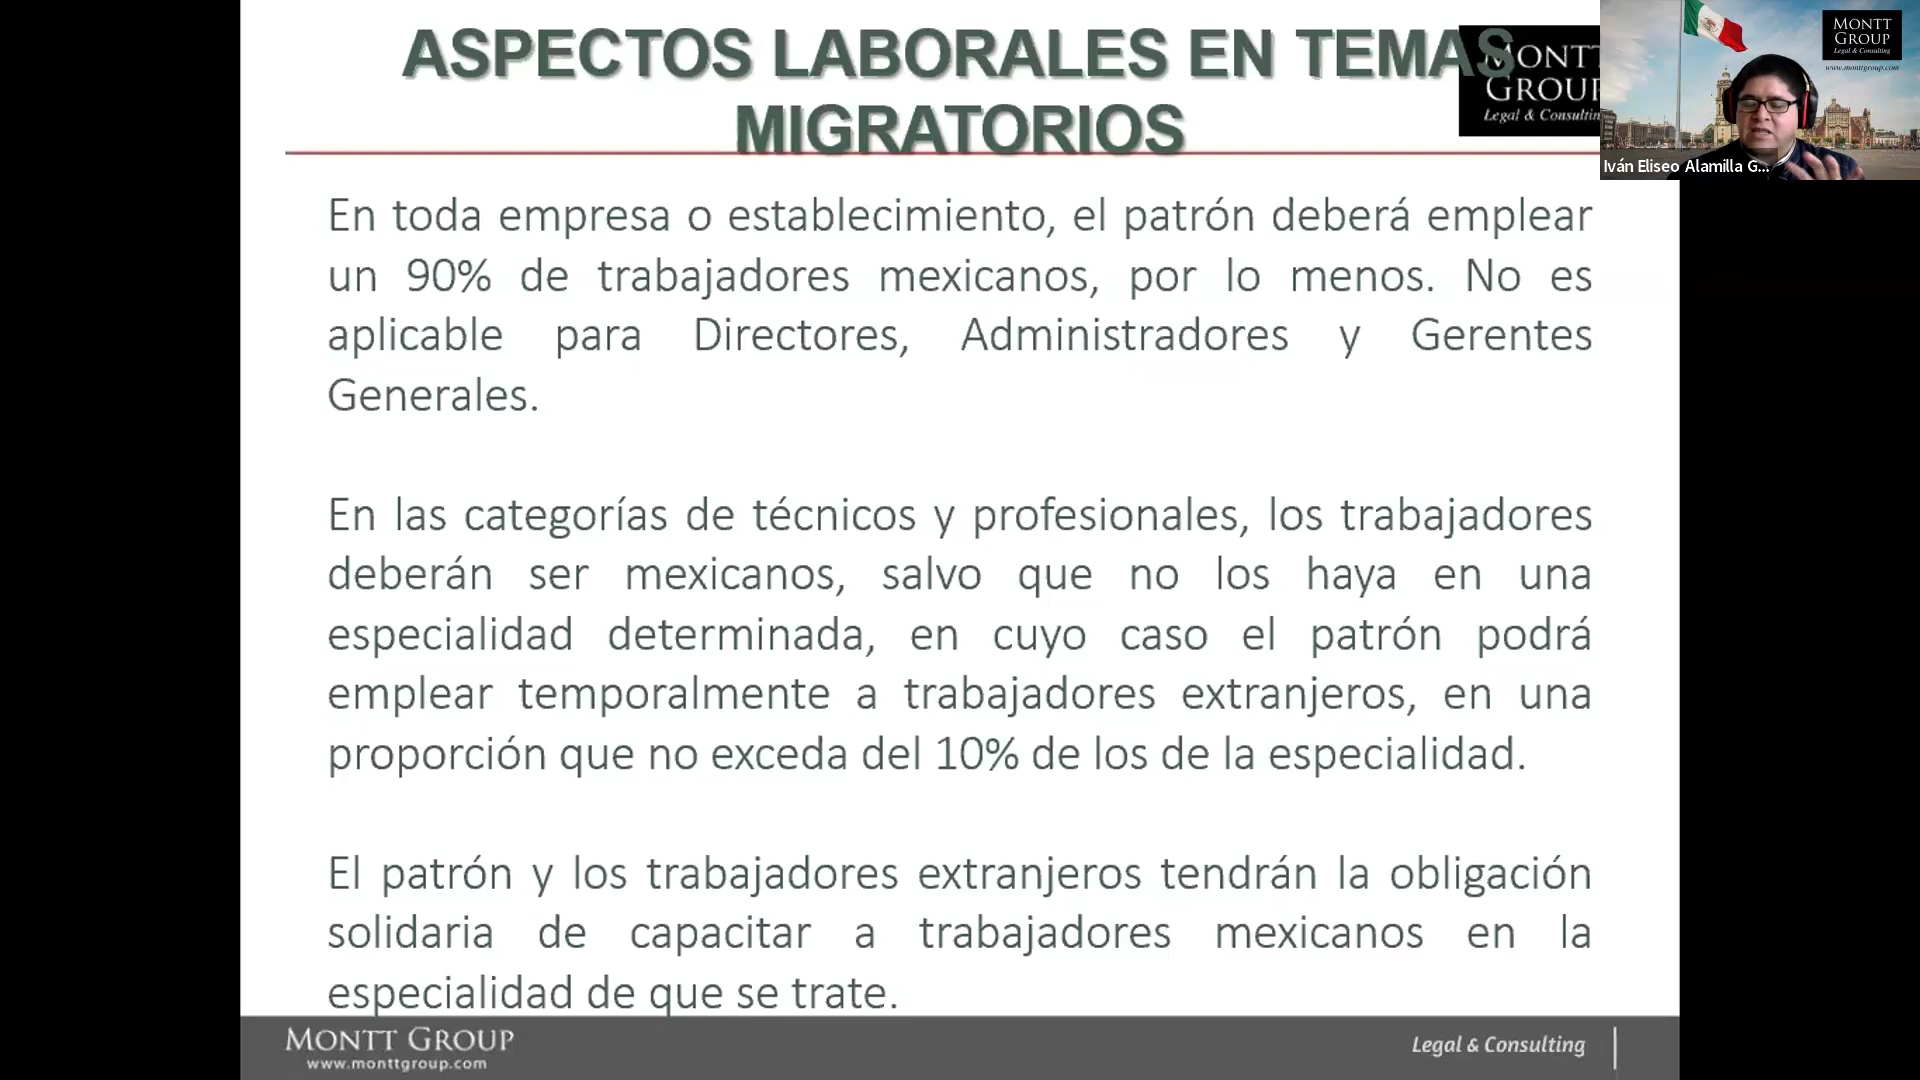 ASPECTOS LABORALES EN TEMAS
MIGRATORIOS
MONTT
GROUP
Legal & Consultin
MONTT
GROUP
Legal & Consulting
www.monttgroup.com
Iván Eliseo Alamilla G...
En toda empresa o establecimiento, el patrón deberá emplear
un 90% de trabajadores mexicanos, por lo menos. No es
aplicable para Directores, Administradores y Gerentes
Generales.
En las categorías de técnicos y profesionales, los trabajadores
deberán ser mexicanos, salvo que no los haya en una
especialidad determinada, en cuyo caso el patrón podrá
emplear temporalmente a trabajadores extranjeros, en una
proporción que no exceda del 10% de los de la especialidad.
El patrón y los trabajadores extranjeros tendrán la obligación
solidaria de capacitar a trabajadores mexicanos en la
especialidad de que se trate.
MONTT GROUP
www.monttgroup.com
Legal & Consulting